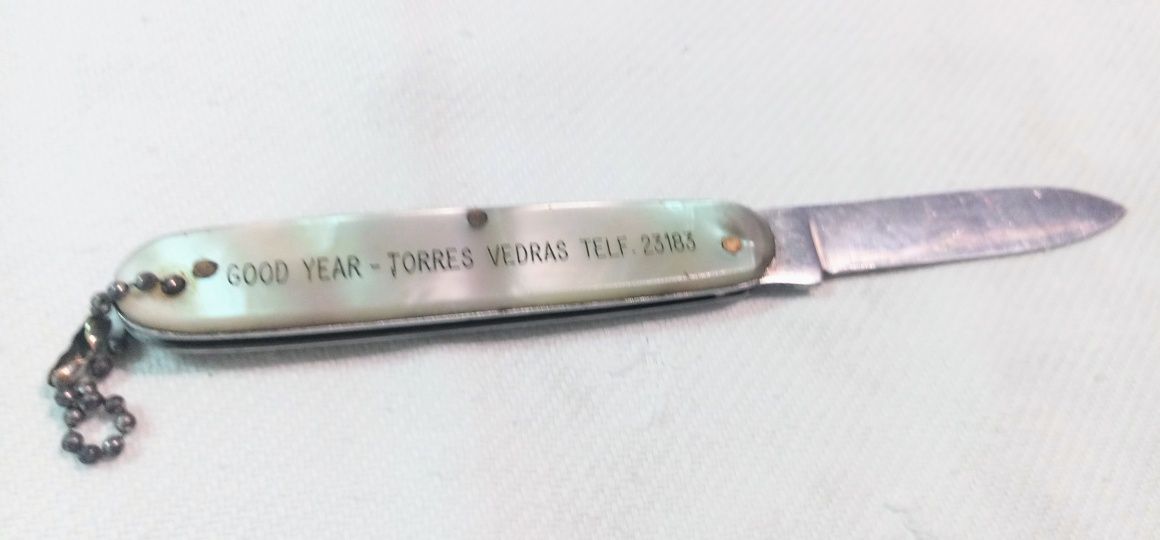 GOOD YEAR - TORRES VEDRAS TELF. 23183